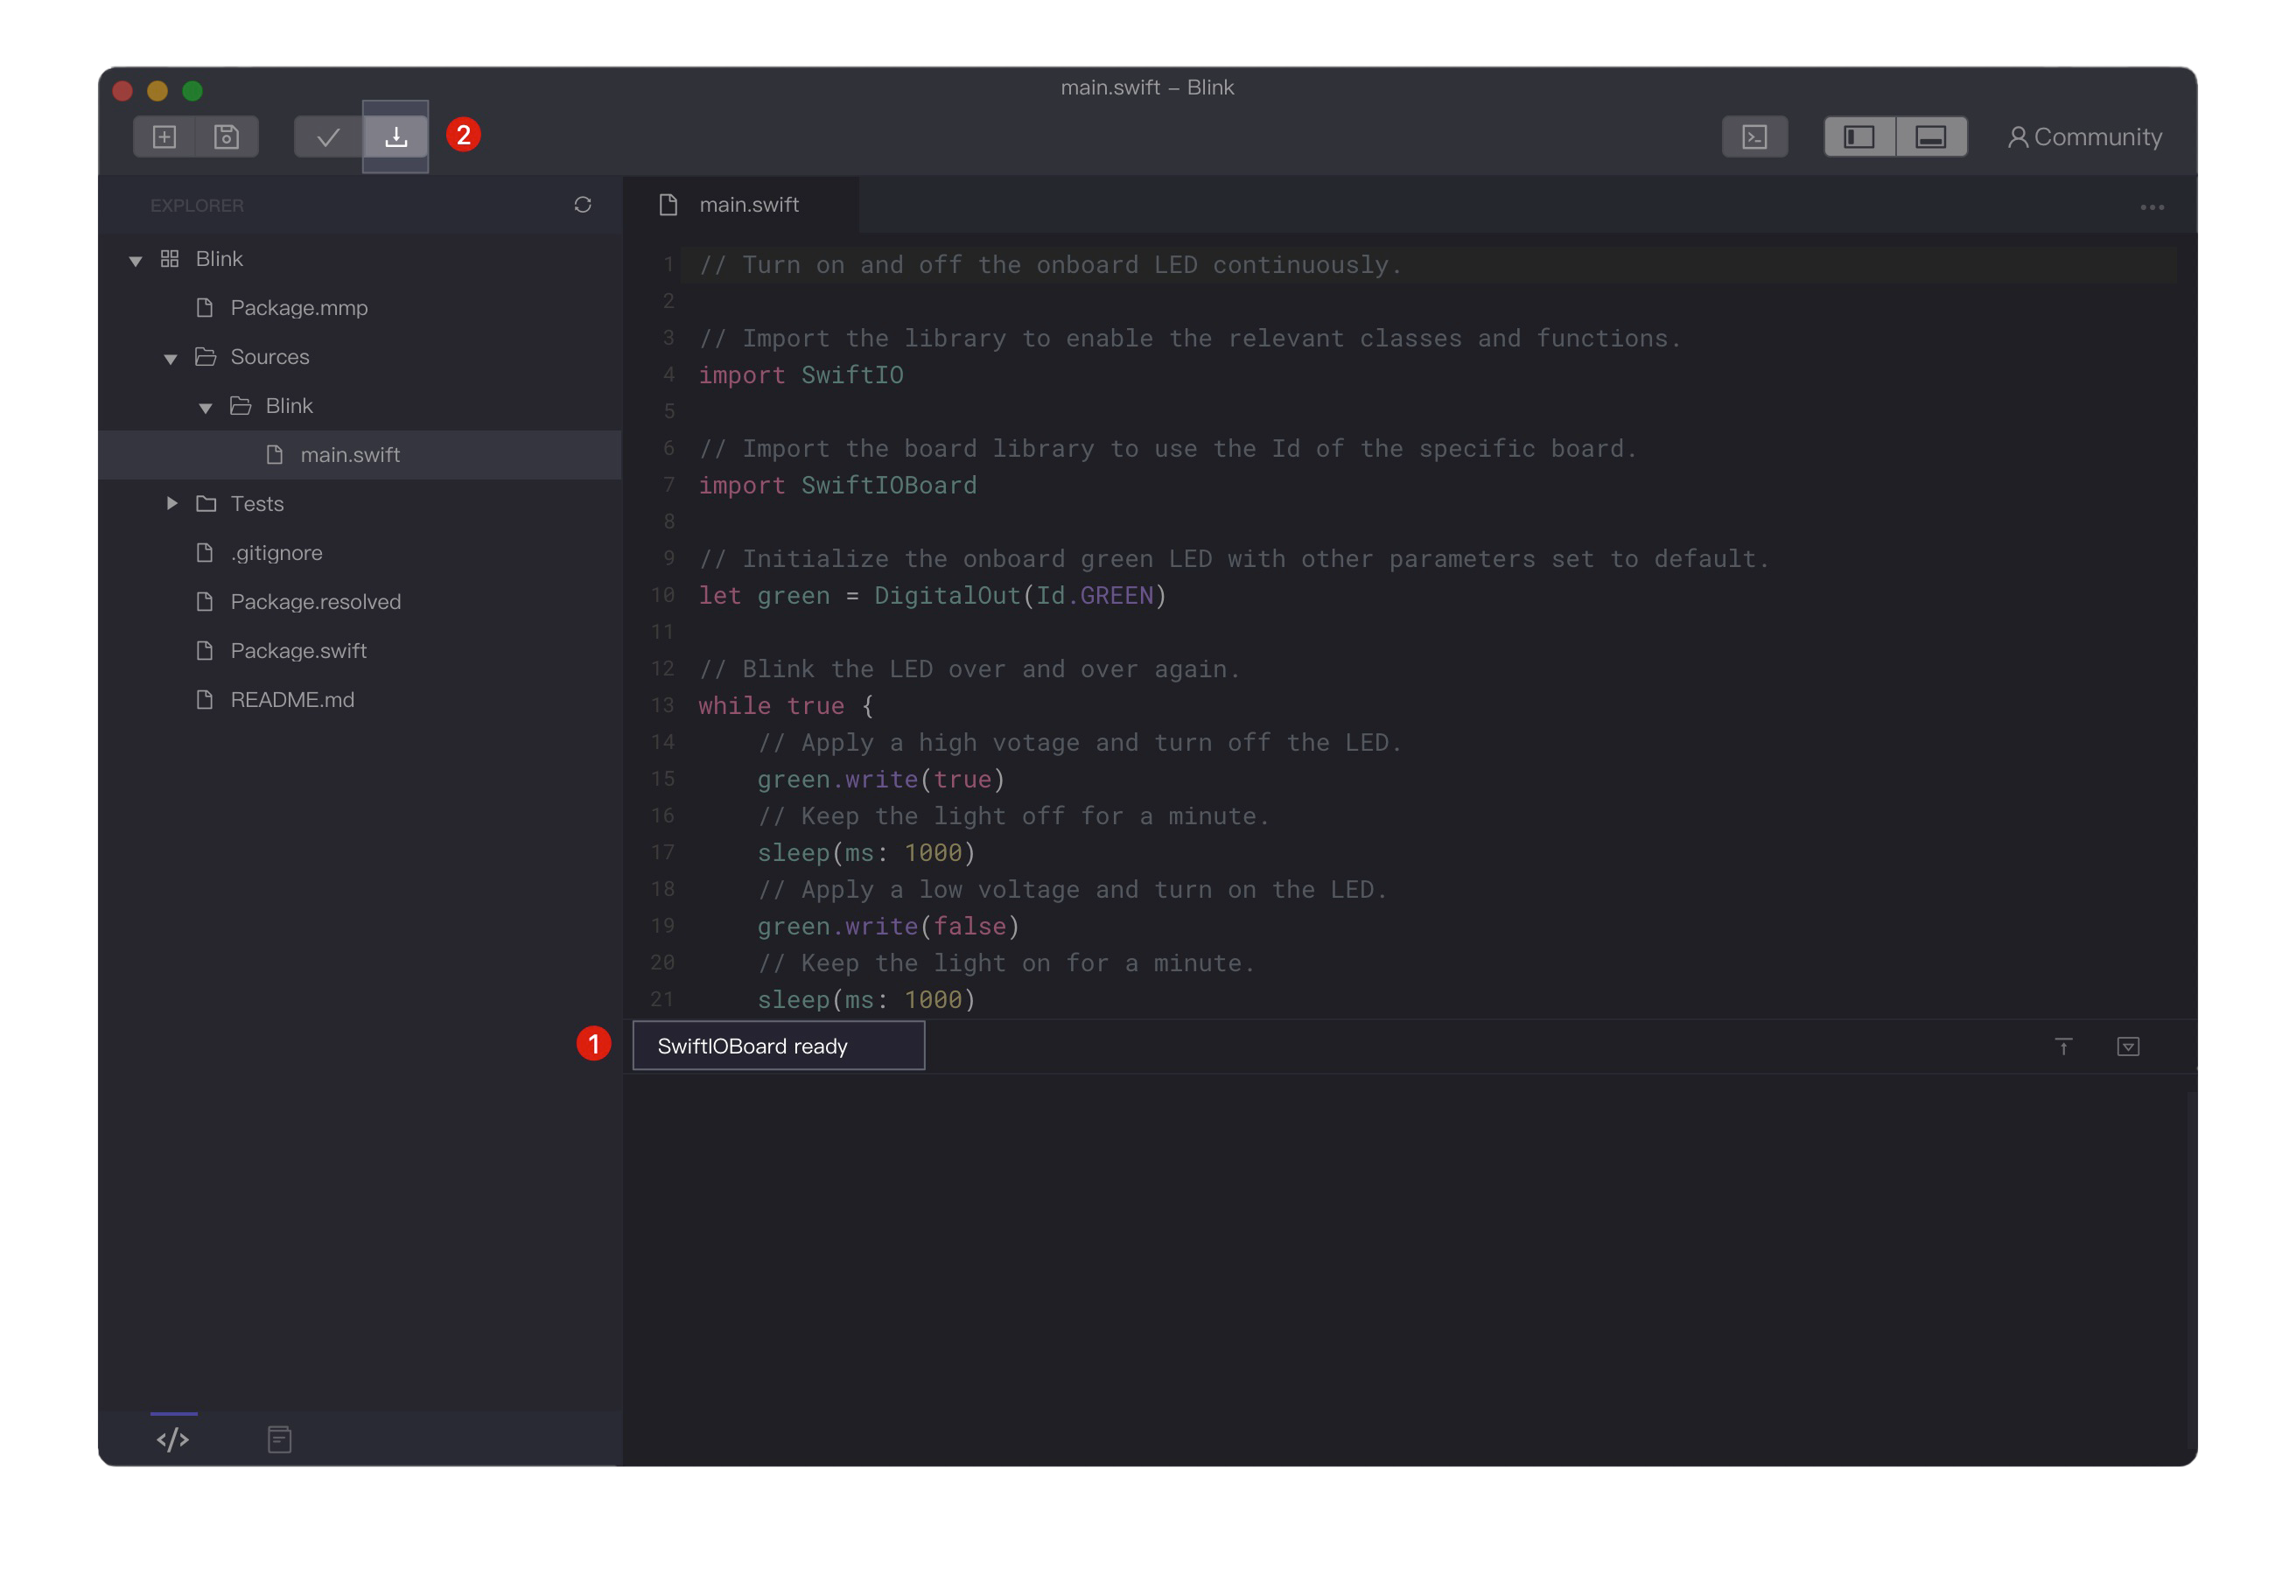 main.swift – Blink
2
Community
EXPLORER
Blink
Package.mmp
Sources
Blink
main.swift
Tests
.gitignore
Package.resolved
Package.swift
README.md
main.swift
1 // Turn on and off the onboard LED continuously.
2
3 // Import the library to enable the relevant classes and functions.
4 import SwiftIO
5
6 // Import the board library to use the Id of the specific board.
7 import SwiftIOBoard
8
9 // Initialize the onboard green LED with other parameters set to default.
10 let green = DigitalOut(Id.GREEN)
11
12 // Blink the LED over and over again.
13 while true {
14     // Apply a high votage and turn off the LED.
15     green.write(true)
16     // Keep the light off for a minute.
17     sleep(ms: 1000)
18     // Apply a low voltage and turn on the LED.
19     green.write(false)
20     // Keep the light on for a minute.
21     sleep(ms: 1000)
1
SwiftIOBoard ready